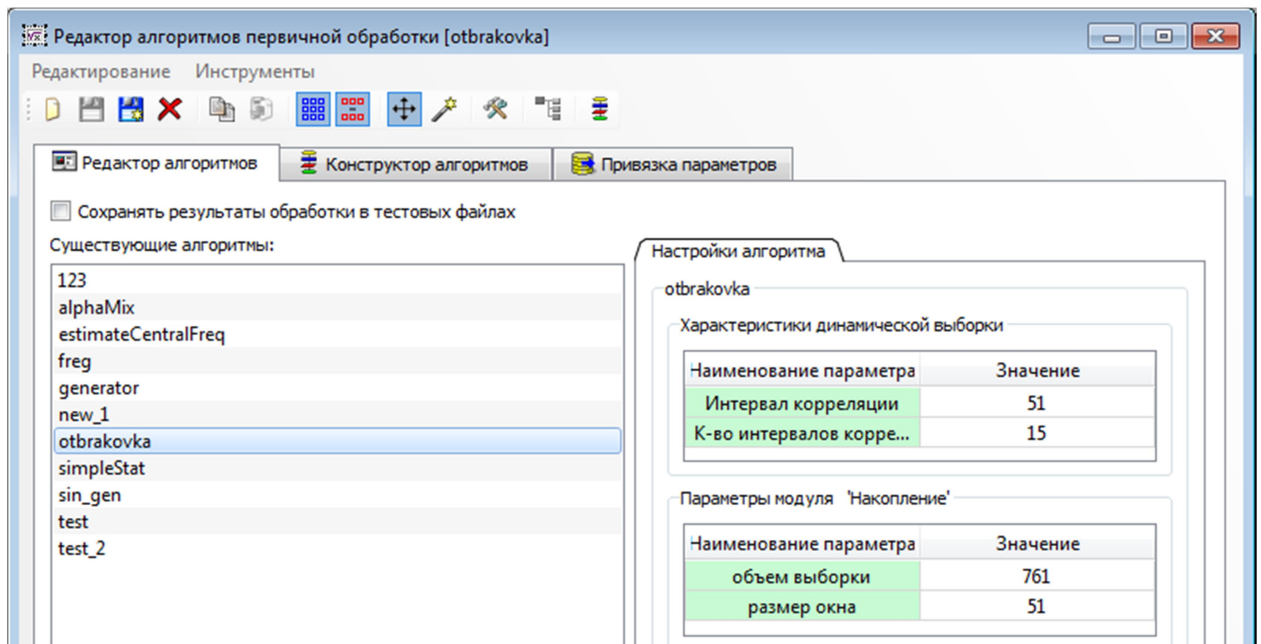 Редактор алгоритмов первичной обработки [otbrakovka]
Редактирование Инструменты
Редактор алгоритмов Конструктор алгоритмов Привязка параметров
Сохранять результаты обработки в тестовых файлах
Существующие алгоритмы:
123
alphaMix
estimateCentralFreq
freg
generator
new_1
otbrakovka
simpleStat
sin_gen
test
test_2
Настройки алгоритма
otbrakovka
Характеристики динамической выборки
Наименование параметра Значение
Интервал корреляции 51
К-во интервалов корре... 15
Параметры модуля 'Накопление'
Наименование параметра Значение
объем выборки 761
размер окна 51